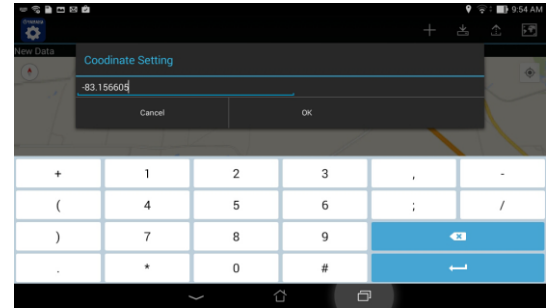 9:54 AM
New Data
Coodinate Setting
-83.156605
Cancel
OK
+ 1 2 3 , -
( 4 5 6 ; /
) 7 8 9
. * 0 #